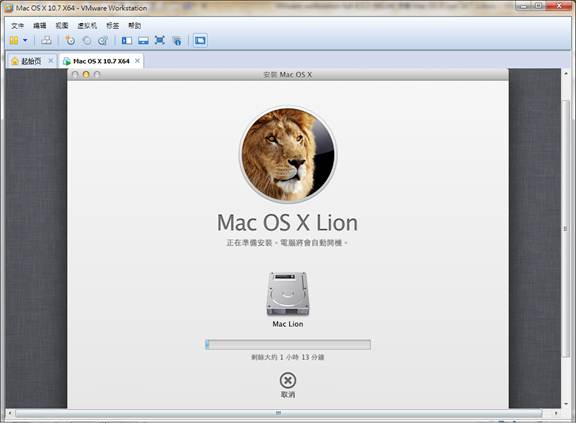 Mac OS X 10.7 X64 - VMware Workstation
文件 编辑 视图 虚拟机 标签 帮助
起始页 Mac OS X 10.7 X64
安裝 Mac OS X
Mac OS X Lion
正在準備安裝。電腦將會自動開機。
Mac Lion
剩餘大約 1 小時 13 分鐘
取消